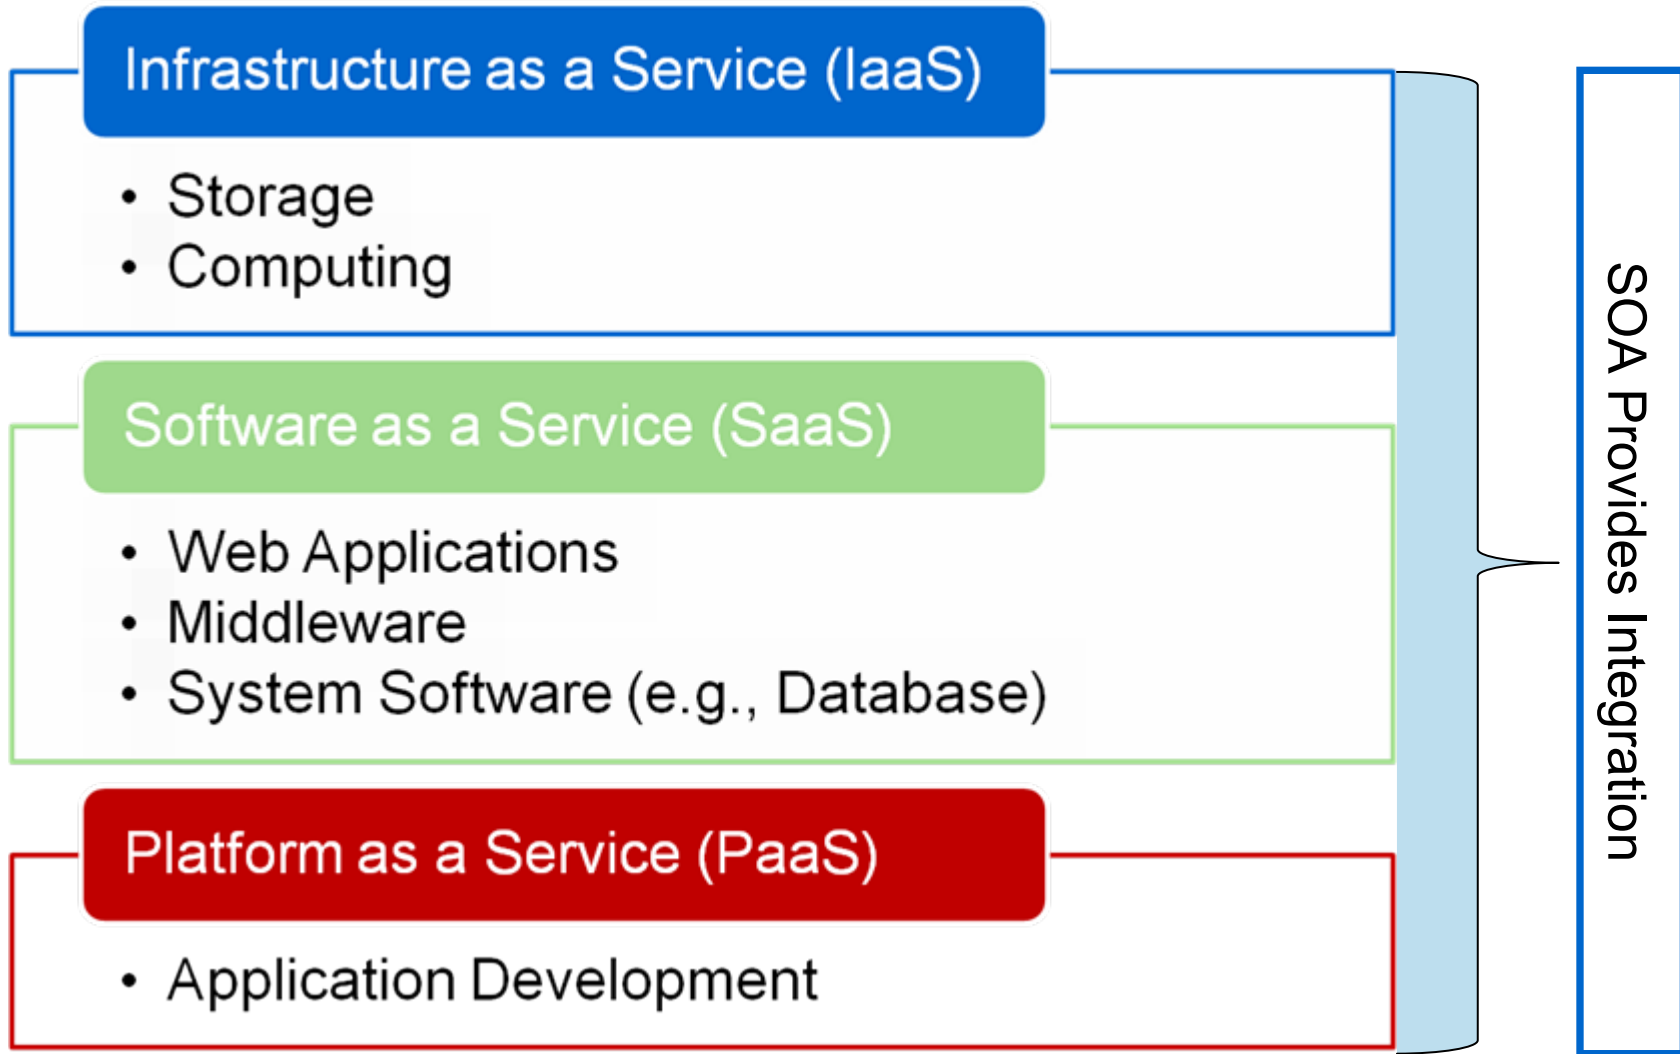 Infrastructure as a Service (IaaS)
• Storage
• Computing
Software as a Service (SaaS)
• Web Applications
• Middleware
• System Software (e.g., Database)
Platform as a Service (PaaS)
• Application Development
SOA Provides Integration